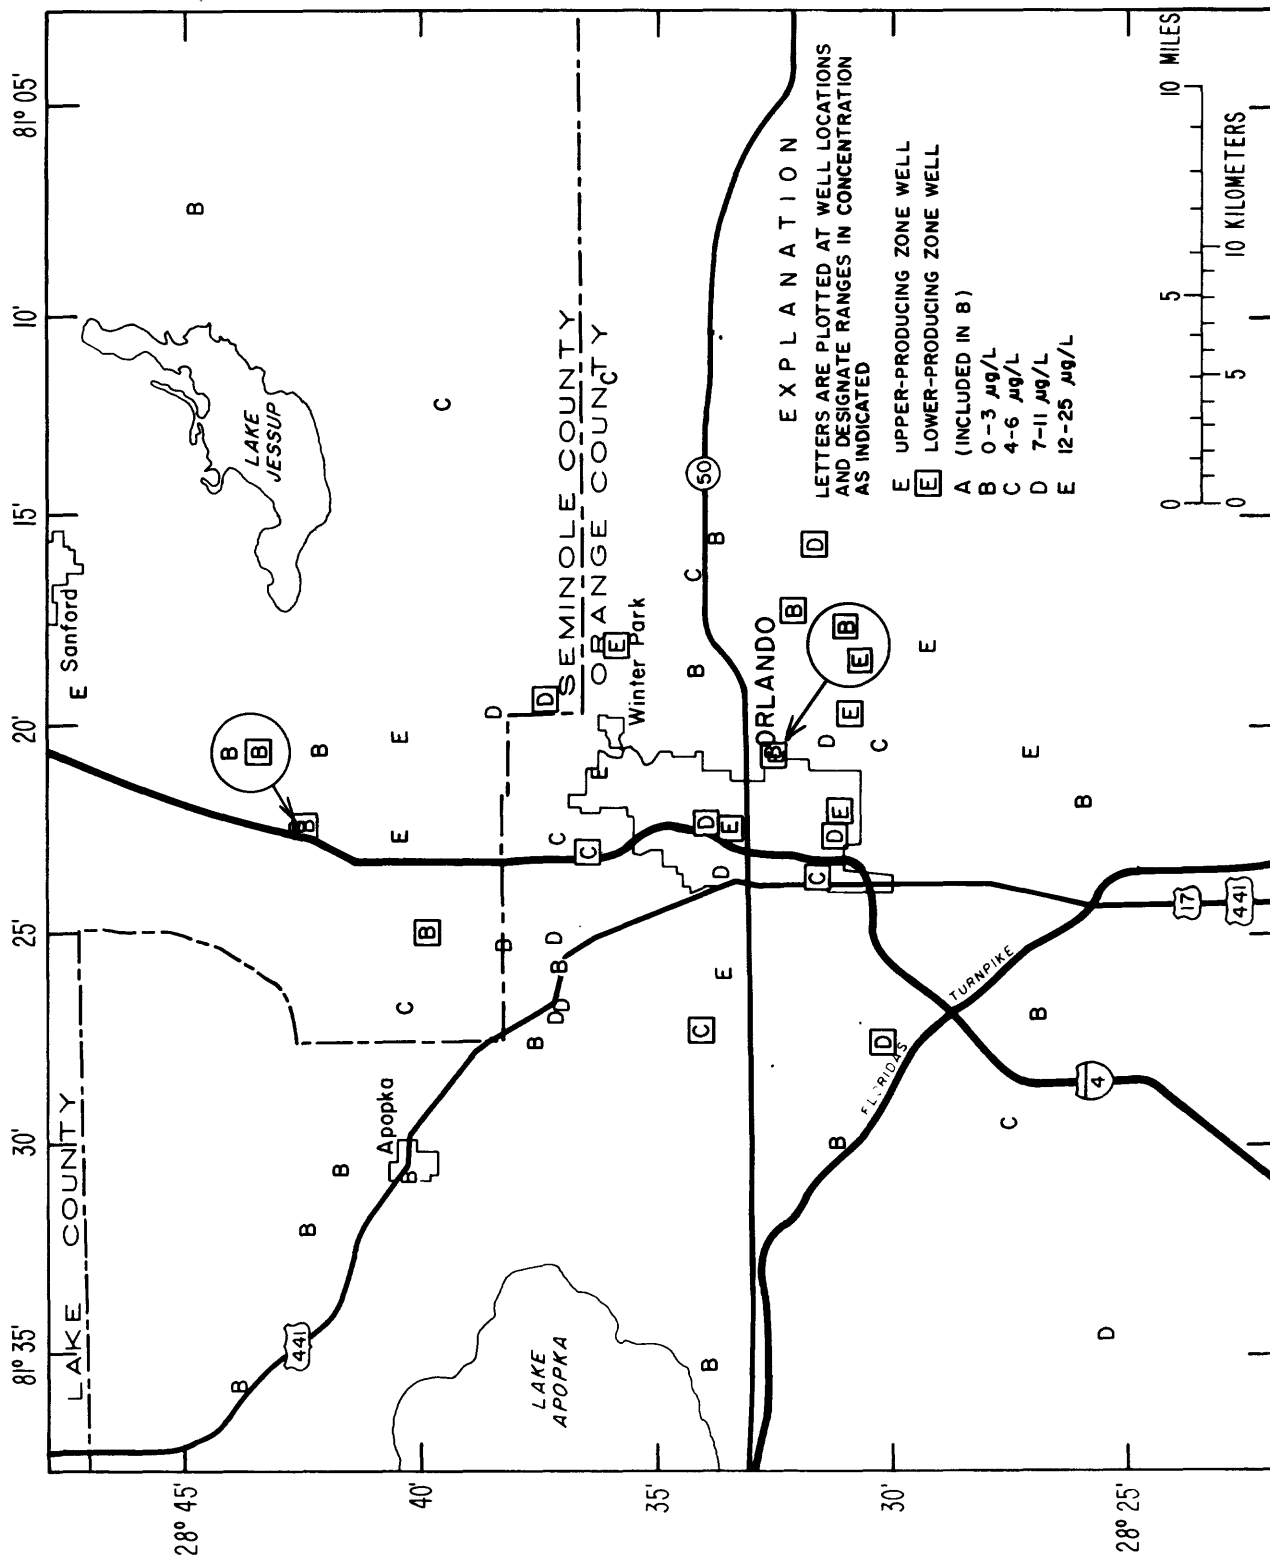 81° 35'
30'
25'
20'
15'
10'
81° 05'
28° 45'
40'
35'
30'
28° 25'
LAKE COUNTY
E Sanford
B
B
B
B
LAKE
JESSUP
B
441
B
B
B
E
E
C
B
Apopka
C
B
B
D
D
SEMINOLE COUNTY
ORANGE COUNTY
C
E
Winter Park
B
D D
B
D
C
C
E
LAKE
APOPKA
B
C
E
D
D
E
B
C
50
B
ORLANDO
B
B
D
B
E
E
D
C
D
E
C
E
B
D
FLORIDAS TURNPIKE
C
B
4
17
441
B
E
D
EXPLANATION
LETTERS ARE PLOTTED AT WELL LOCATIONS
AND DESIGNATE RANGES IN CONCENTRATION
AS INDICATED
E UPPER-PRODUCING ZONE WELL
E LOWER-PRODUCING ZONE WELL
A (INCLUDED IN B)
B 0-3 µg/L
C 4-6 µg/L
D 7-11 µg/L
E 12-25 µg/L
0 5 10 MILES
0 5 10 KILOMETERS